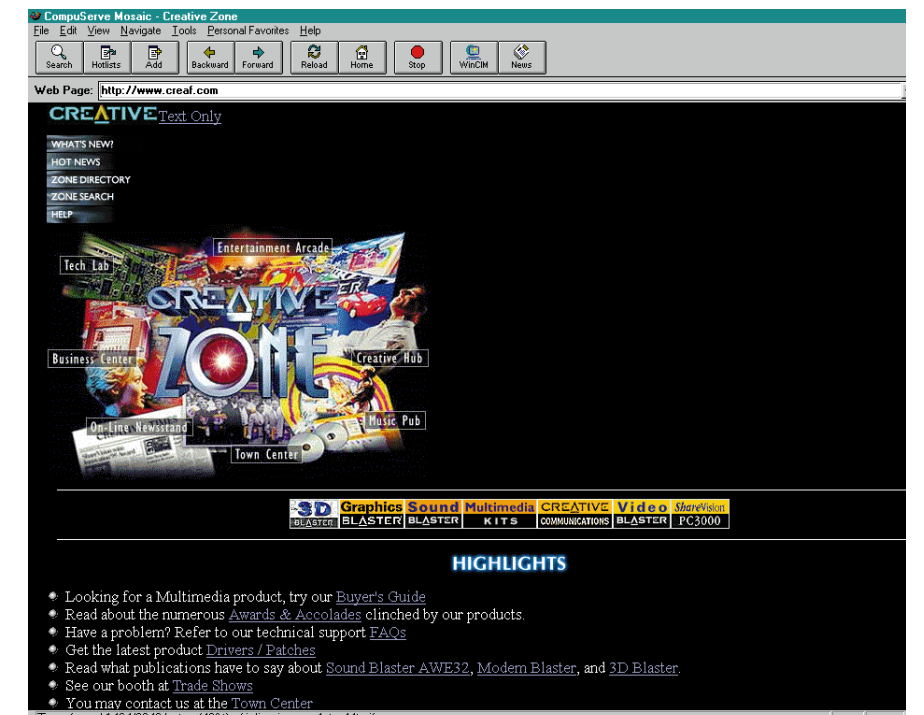 CompuServe Mosaic - Creative Zone
File Edit View Navigate Tools Personal Favorites Help
Search Hotlists Add Backward Forward Reload Home Stop WinCIM News
Web Page: http://www.creaf.com
CREATIVE Text Only
WHAT'S NEW?
HOT NEWS
ZONE DIRECTORY
ZONE SEARCH
HELP
Entertainment Arcade
Tech Lab
CREATIVE
ZONE
Business Center
Creative Hub
Music Pub
On-Line Newsstand
Town Center
3D BLASTER
Graphics BLASTER
Sound BLASTER
Multimedia KITS
CREATIVE COMMUNICATIONS
Video BLASTER
ShareVision PC3000
HIGHLIGHTS
Looking for a Multimedia product, try our Buyer's Guide
Read about the numerous Awards & Accolades clinched by our products.
Have a problem? Refer to our technical support FAQs
Get the latest product Drivers / Patches
Read what publications have to say about Sound Blaster AWE32, Modem Blaster, and 3D Blaster.
See our booth at Trade Shows
You may contact us at the Town Center